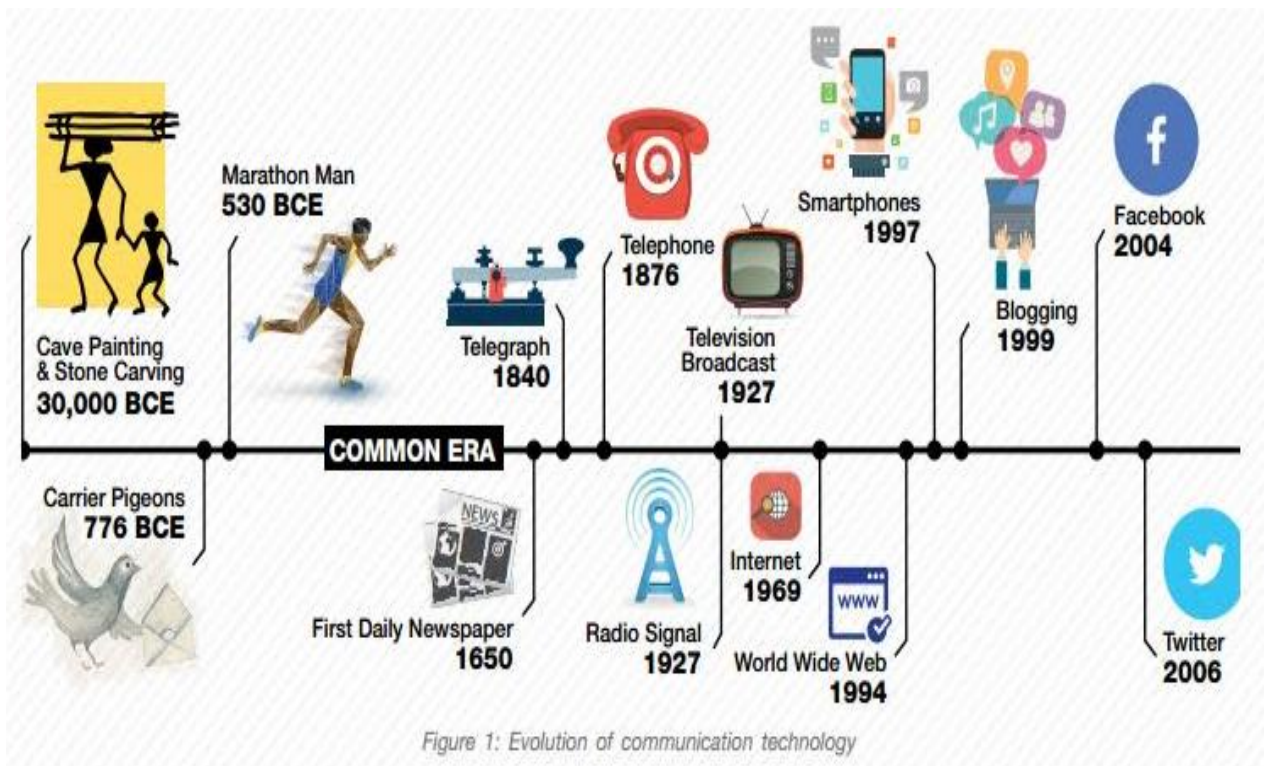 Cave Painting
& Stone Carving
30,000 BCE
Carrier Pigeons
776 BCE
Marathon Man
530 BCE
COMMON ERA
NEWS
First Daily Newspaper
1650
Telegraph
1840
Telephone
1876
Television
Broadcast
1927
Radio Signal
1927
Internet
1969
www
World Wide Web
1994
Smartphones
1997
Blogging
1999
f
Facebook
2004
Twitter
2006
Figure 1: Evolution of communication technology